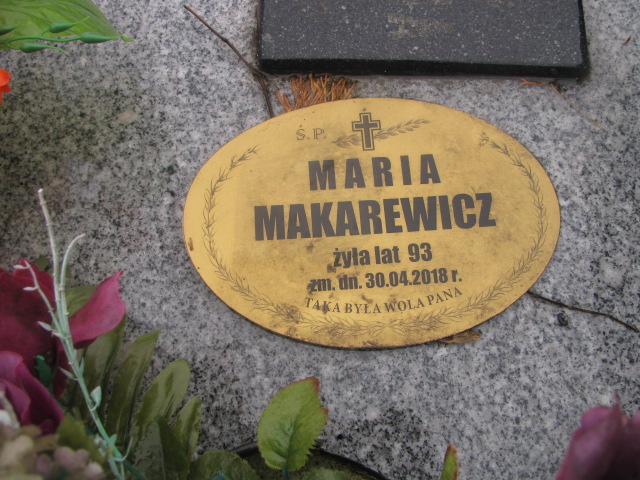 Ś.P.
MARIA
MAKAREWICZ
żyła lat 93
zm. dn. 30.04.2018 r.
TAKA BYŁA WOLA PANA